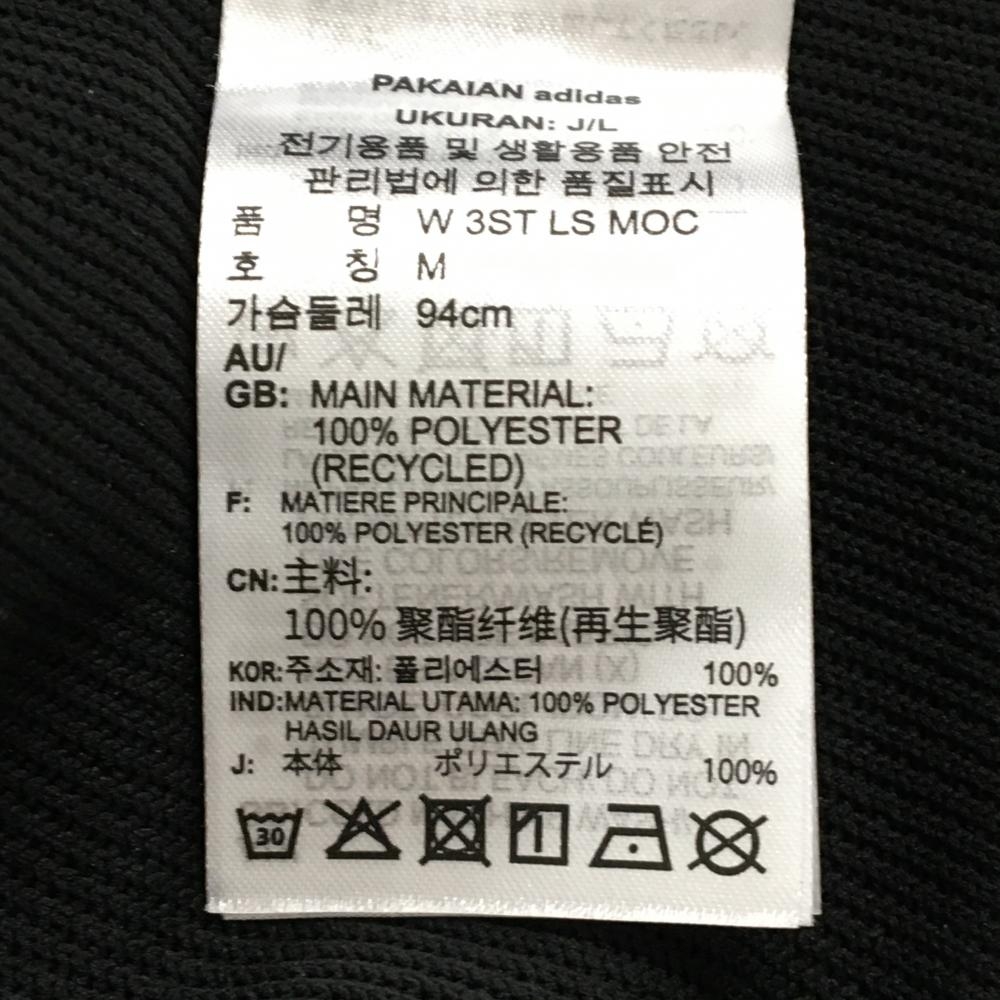 PAKAIAN adidas
UKURAN: J/L
전기용품 및 생활용품 안전
관리법에 의한 품질표시
품 명 W 3ST LS MOC
호 칭 M
가슴둘레 94cm
AU/
GB: MAIN MATERIAL:
100% POLYESTER
(RECYCLED)
F: MATIERE PRINCIPALE:
100% POLYESTER (RECYCLÉ)
CN:主料:
100% 聚酯纤维(再生聚酯)
KOR:주소재: 폴리에스터 100%
IND:MATERIAL UTAMA: 100% POLYESTER
HASIL DAUR ULANG
J: 本体 ポリエステル 100%
30